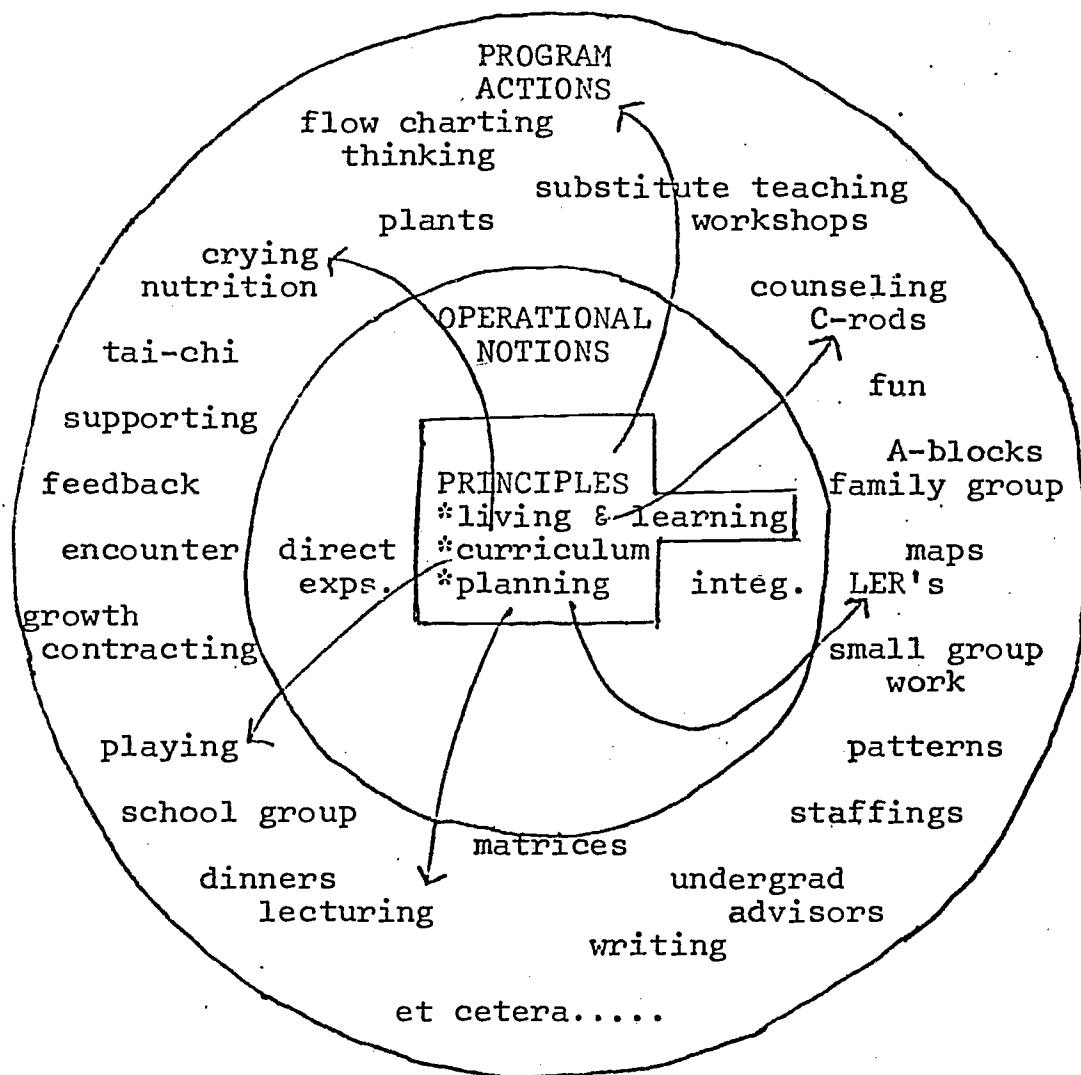 PROGRAM
ACTIONS
flow charting
thinking
substitute teaching
workshops
plants
crying
nutrition
counseling
C-rods
OPERATIONAL
NOTIONS
tai-chi
fun
supporting
A-blocks
family group
feedback
PRINCIPLES
*living & learning
*curriculum
*planning
encounter
direct
exps.
integ.
maps
LER's
growth
contracting
small group
work
playing
patterns
school group
staffings
matrices
dinners
lecturing
undergrad
advisors
writing
et cetera.....